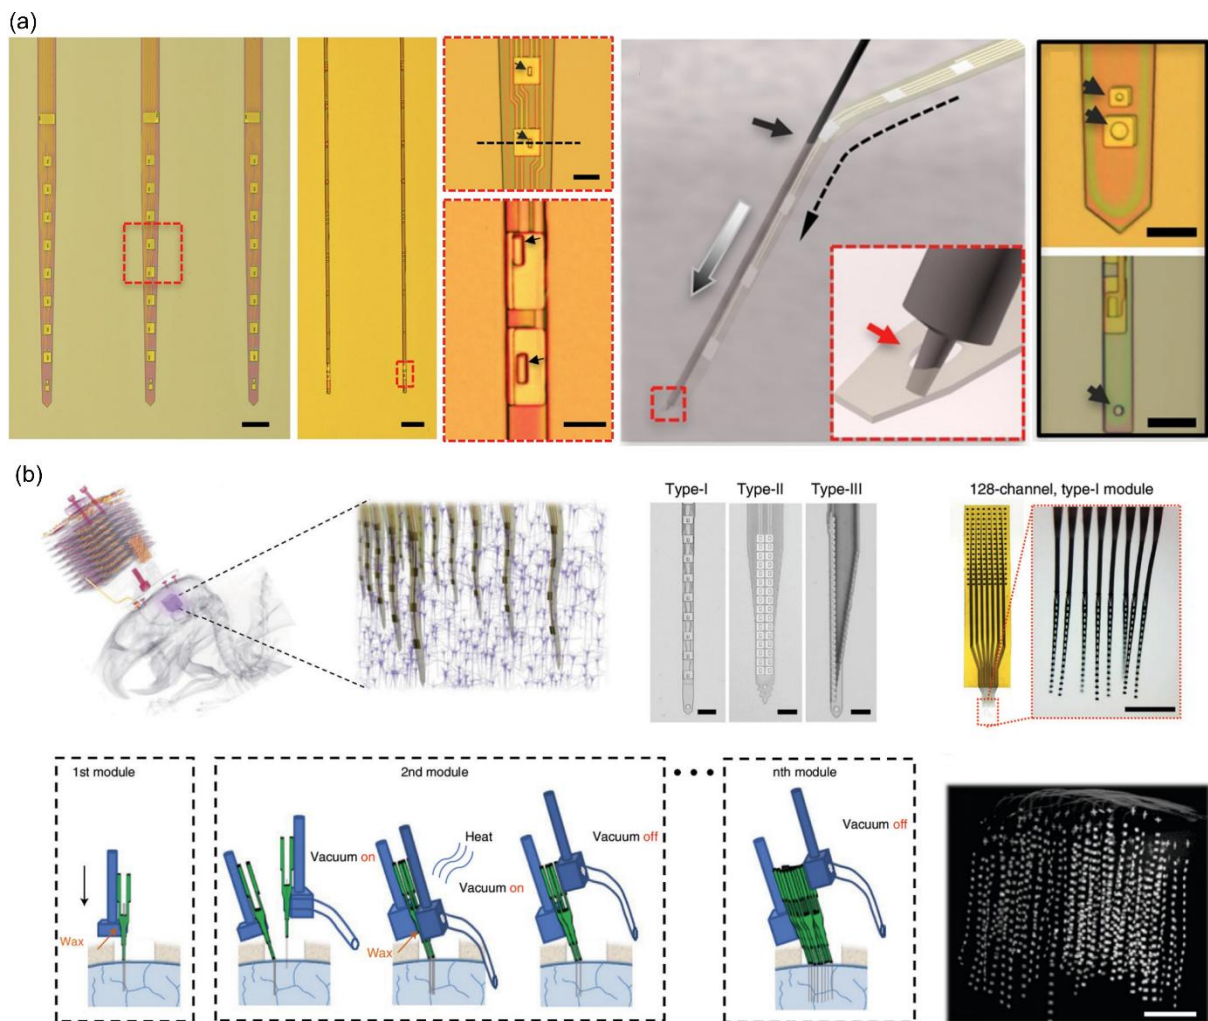 (a)
(b)
Type-I
Type-II
Type-III
128-channel, type-I module
1st module
Wax
2nd module
Vacuum on
Heat
Vacuum on
Wax
Vacuum off
nth module
Vacuum off